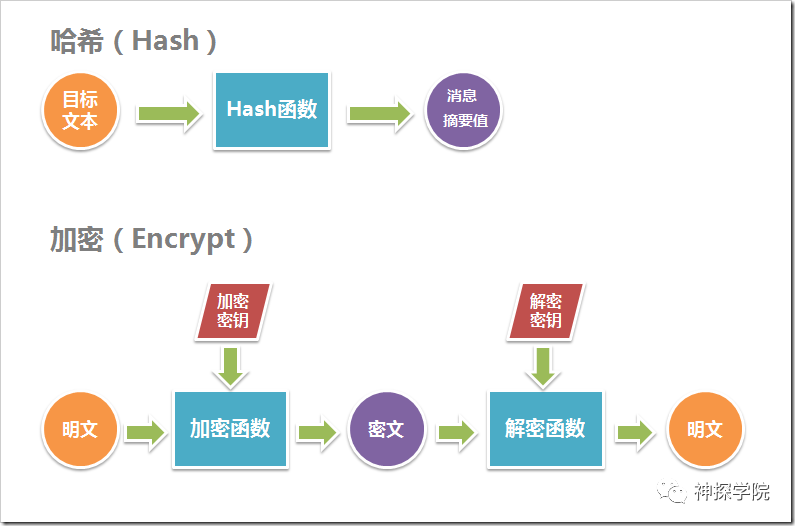 哈希（Hash）
目标
文本
Hash函数
消息
摘要值
加密（Encrypt）
加密
密钥
解密
密钥
明文
加密函数
密文
解密函数
明文
神探学院